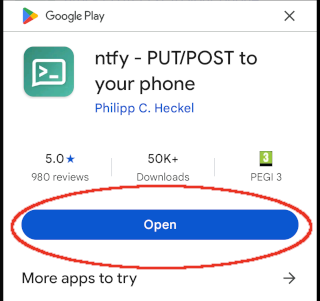 Google Play
ntfy - PUT/POST to
your phone
Philipp C. Heckel
5.0★
980 reviews
50K+
Downloads
3
PEGI 3
Open
More apps to try